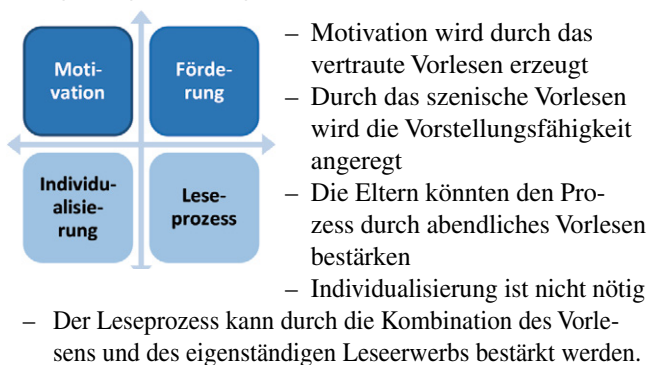 Moti-
vation
Förde-
rung
Individu-
alisie-
rung
Lese-
prozess
– Motivation wird durch das
vertraute Vorlesen erzeugt
– Durch das szenische Vorlesen
wird die Vorstellungsfähigkeit
angeregt
– Die Eltern könnten den Pro-
zess durch abendliches Vorlesen
bestärken
– Individualisierung ist nicht nötig
– Der Leseprozess kann durch die Kombination des Vorle-
sens und des eigenständigen Leseerwerbs bestärkt werden.